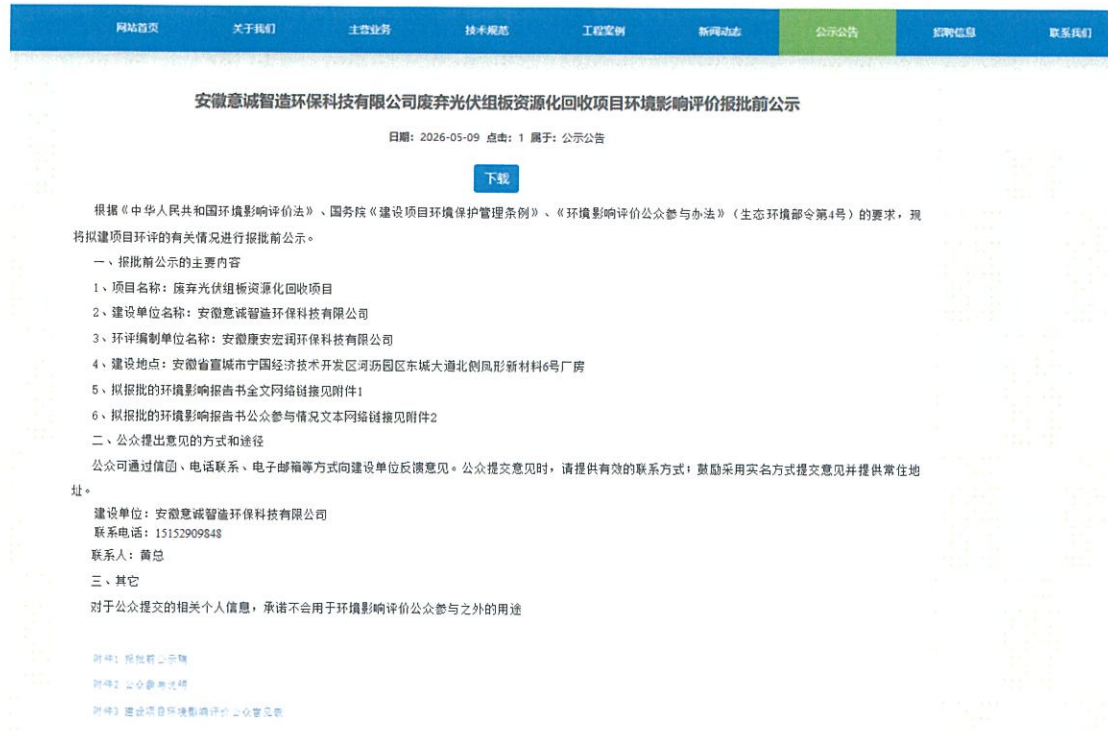 网站首页 关于我们 主营业务 技术规范 工程案例 新闻动态 公示公告 招聘信息 联系我们
安徽意诚智造环保科技有限公司废弃光伏组板资源化回收项目环境影响评价报批前公示
日期：2026-05-09 点击：1 属于：公示公告
下载
根据《中华人民共和国环境影响评价法》、国务院《建设项目环境保护管理条例》、《环境影响评价公众参与办法》（生态环境部令第4号）的要求，现
将拟建项目环评的有关情况进行报批前公示。
一、报批前公示的主要内容
1、项目名称：废弃光伏组板资源化回收项目
2、建设单位名称：安徽意诚智造环保科技有限公司
3、环评编制单位名称：安徽康安宏润环保科技有限公司
4、建设地点：安徽省宣城市宁国经济技术开发区河沥园区东城大道北侧凤形新材料6号厂房
5、拟报批的环境影响报告书全文网络链接见附件1
6、拟报批的环境影响报告书公众参与情况文本网络链接见附件2
二、公众提出意见的方式和途径
公众可通过信函、电话联系、电子邮箱等方式向建设单位反馈意见。公众提交意见时，请提供有效的联系方式；鼓励采用实名方式提交意见并提供常住地
址。
建设单位：安徽意诚智造环保科技有限公司
联系电话：15152909848
联系人：黄总
三、其它
对于公众提交的相关个人信息，承诺不会用于环境影响评价公众参与之外的用途
附件1 报批前公示稿
附件2 公众参与说明
附件3 建设项目环境影响评价公众意见表